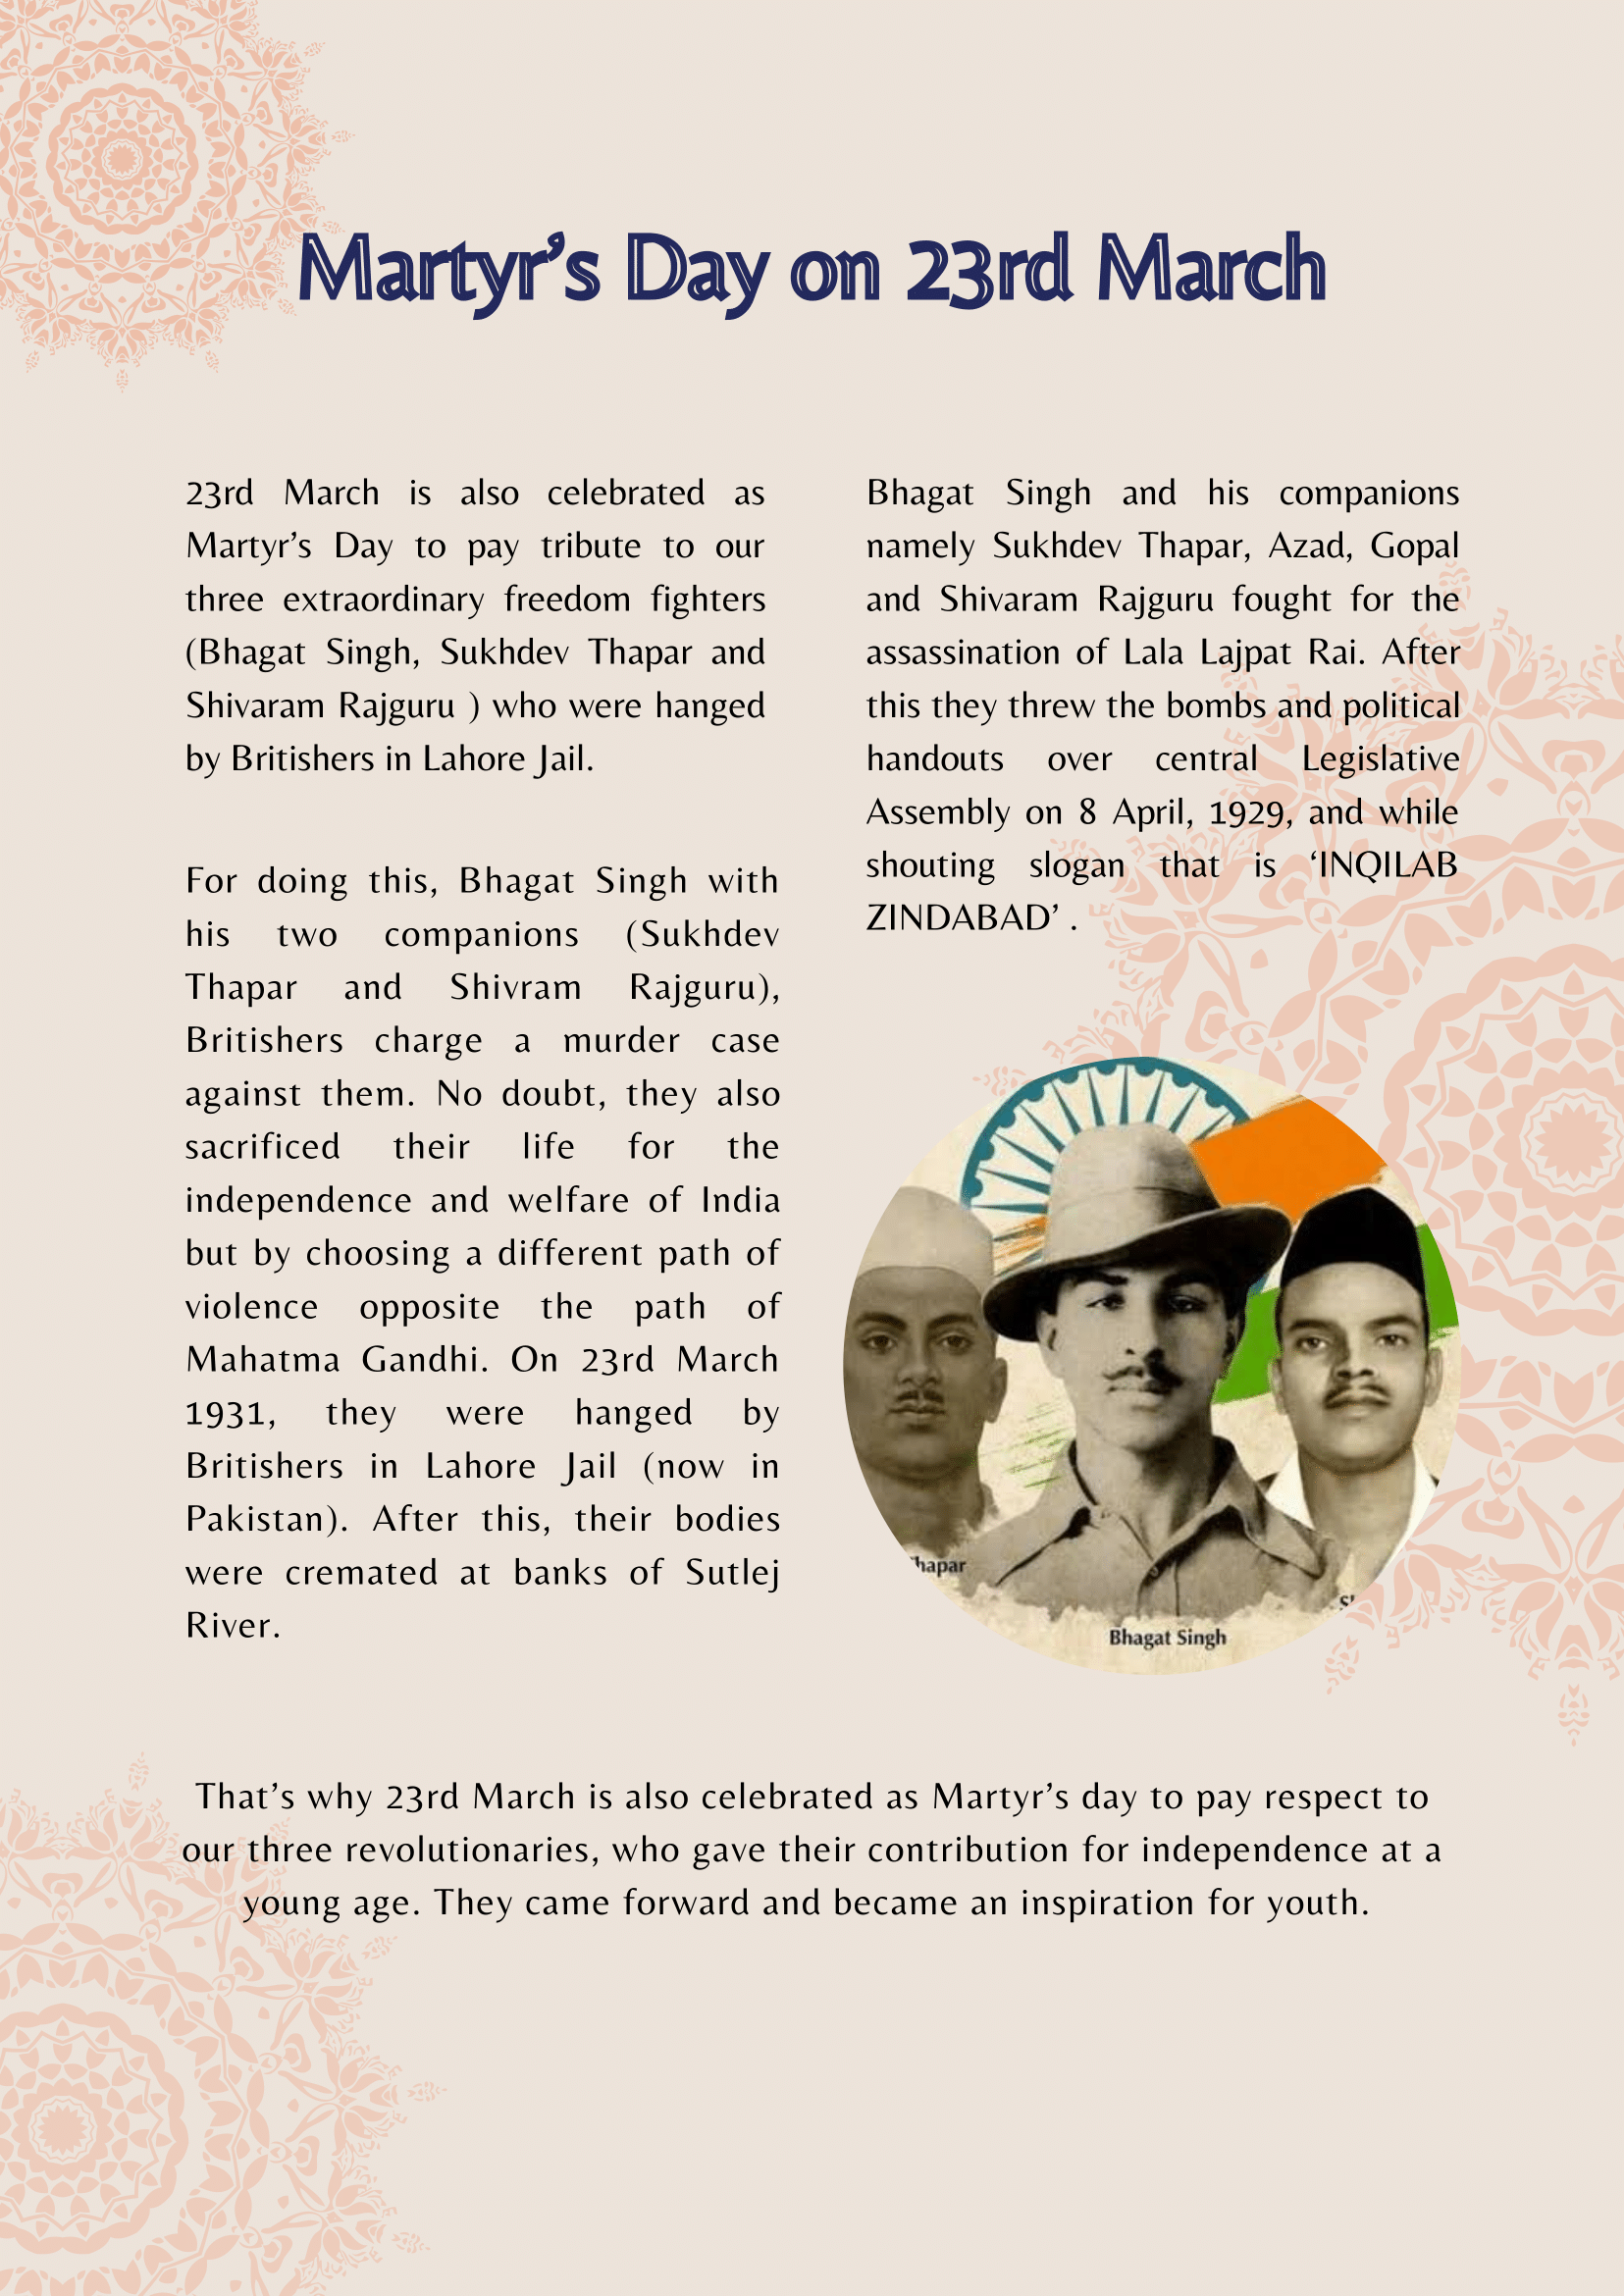 Martyr’s Day on 23rd March
23rd March is also celebrated as
Martyr’s Day to pay tribute to our
three extraordinary freedom fighters
(Bhagat Singh, Sukhdev Thapar and
Shivaram Rajguru ) who were hanged
by Britishers in Lahore Jail.
For doing this, Bhagat Singh with
his two companions (Sukhdev
Thapar and Shivram Rajguru),
Britishers charge a murder case
against them. No doubt, they also
sacrificed their life for the
independence and welfare of India
but by choosing a different path of
violence opposite the path of
Mahatma Gandhi. On 23rd March
1931, they were hanged by
Britishers in Lahore Jail (now in
Pakistan). After this, their bodies
were cremated at banks of Sutlej
River.
Bhagat Singh and his companions
namely Sukhdev Thapar, Azad, Gopal
and Shivaram Rajguru fought for the
assassination of Lala Lajpat Rai. After
this they threw the bombs and political
handouts over central Legislative
Assembly on 8 April, 1929, and while
shouting slogan that is ‘INQILAB
ZINDABAD’ .
hapar
Bhagat Singh
That’s why 23rd March is also celebrated as Martyr’s day to pay respect to
our three revolutionaries, who gave their contribution for independence at a
young age. They came forward and became an inspiration for youth.